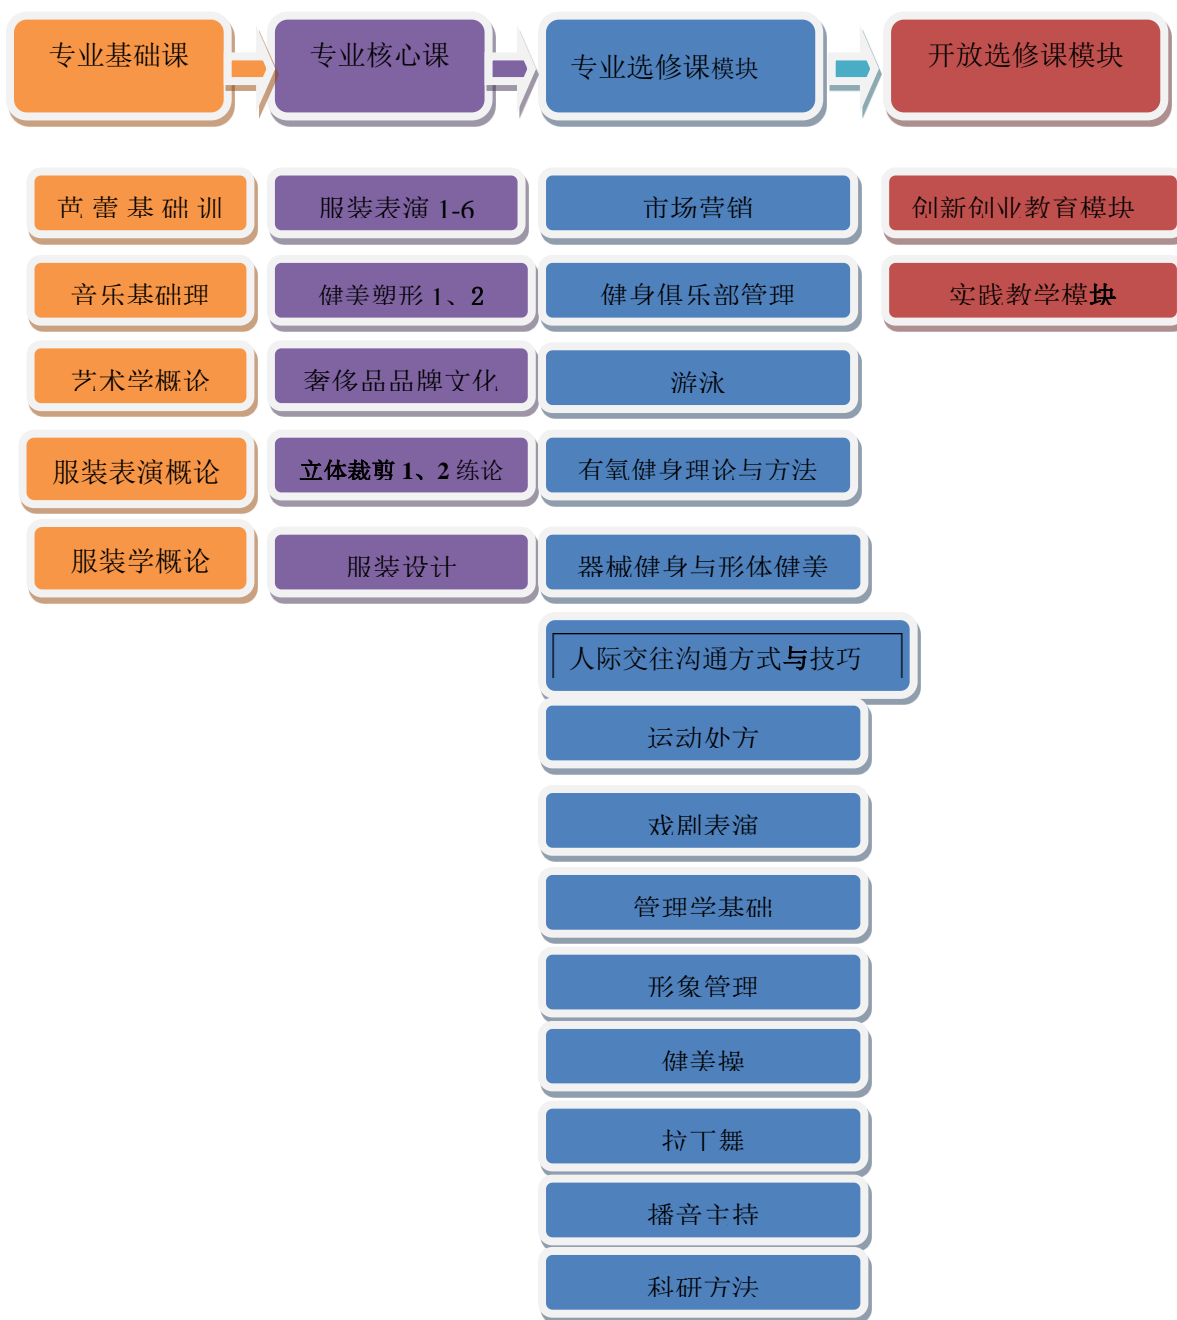 专业基础课
专业核心课
专业选修课模块
开放选修课模块
芭蕾基础训
服装表演 1-6
市场营销
创新创业教育模块
音乐基础理
健美塑形 1、2
健身俱乐部管理
实践教学模块
艺术学概论
奢侈品品牌文化
游泳
服装表演概论
立体裁剪 1、2 练论
有氧健身理论与方法
服装学概论
服装设计
器械健身与形体健美
人际交往沟通方式与技巧
运动处方
戏剧表演
管理学基础
形象管理
健美操
拉丁舞
播音主持
科研方法